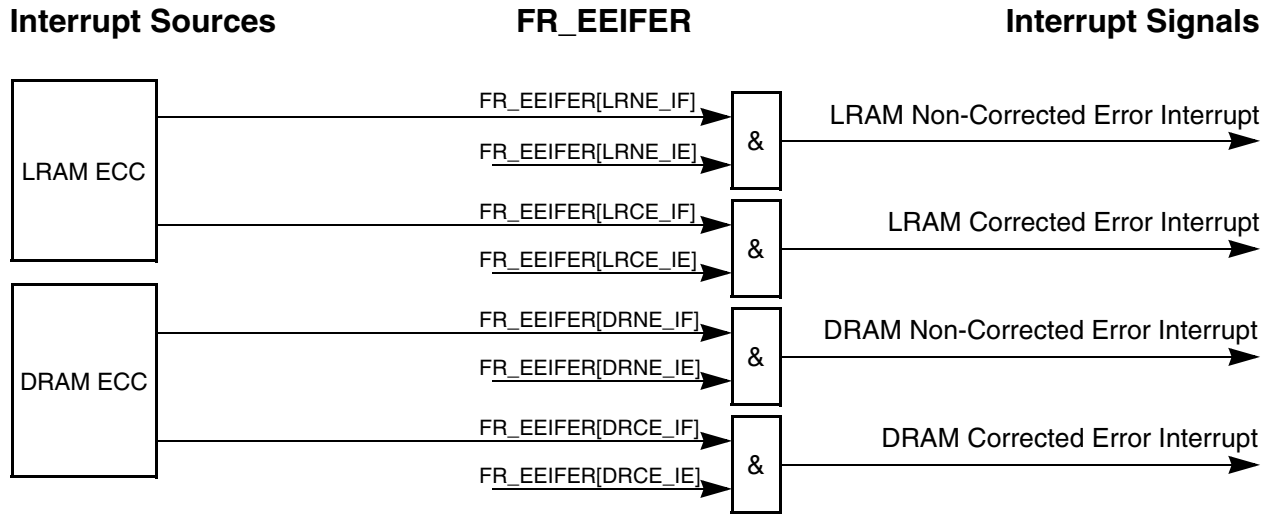 Interrupt Sources FR_EEIFER Interrupt Signals
FR_EEIFER[LRNE_IF]
LRAM Non-Corrected Error Interrupt
&
FR_EEIFER[LRNE_IE]
LRAM ECC
FR_EEIFER[LRCE_IF]
LRAM Corrected Error Interrupt
&
FR_EEIFER[LRCE_IE]
FR_EEIFER[DRNE_IF]
DRAM Non-Corrected Error Interrupt
&
FR_EEIFER[DRNE_IE]
DRAM ECC
FR_EEIFER[DRCE_IF]
DRAM Corrected Error Interrupt
&
FR_EEIFER[DRCE_IE]